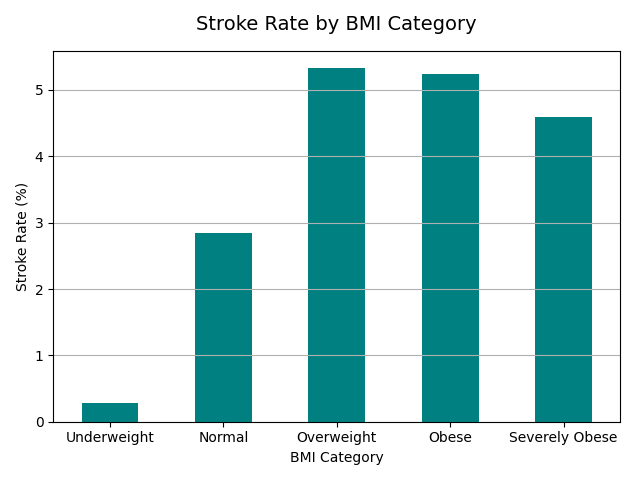 Stroke Rate by BMI Category
Stroke Rate (%)
5
4
3
2
1
0
Underweight Normal Overweight Obese Severely Obese
BMI Category